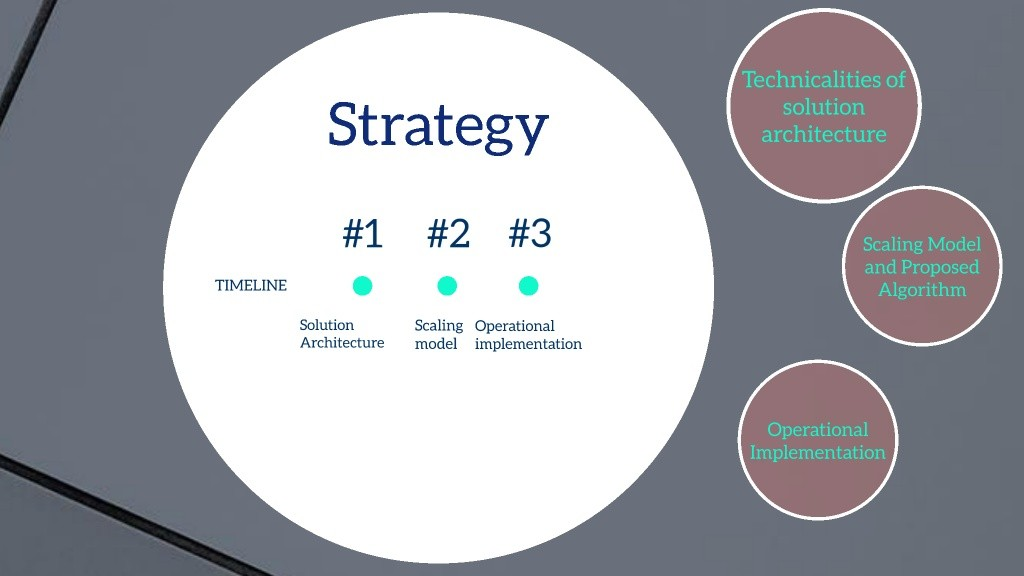 Strategy
#1 #2 #3
TIMELINE
Solution
Architecture
Scaling
model
Operational
implementation
Technicalities of
solution
architecture
Scaling Model
and Proposed
Algorithm
Operational
Implementation